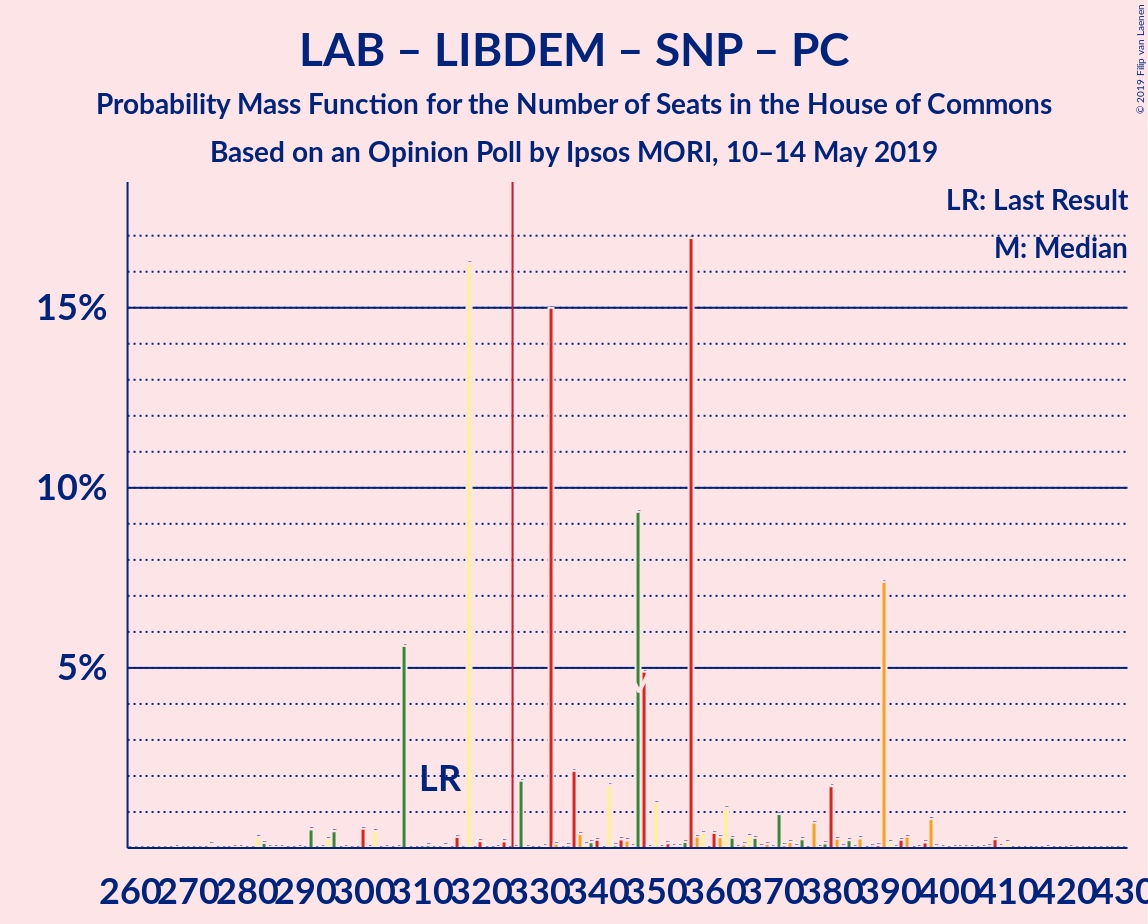 LAB – LIBDEM – SNP – PC
Probability Mass Function for the Number of Seats in the House of Commons
Based on an Opinion Poll by Ipsos MORI, 10–14 May 2019
© 2019 Filip van Laenen
LR: Last Result
M: Median
15%
10%
5%
LR
260 270 280 290 300 310 320 330 340 350 360 370 380 390 400 410 420 430